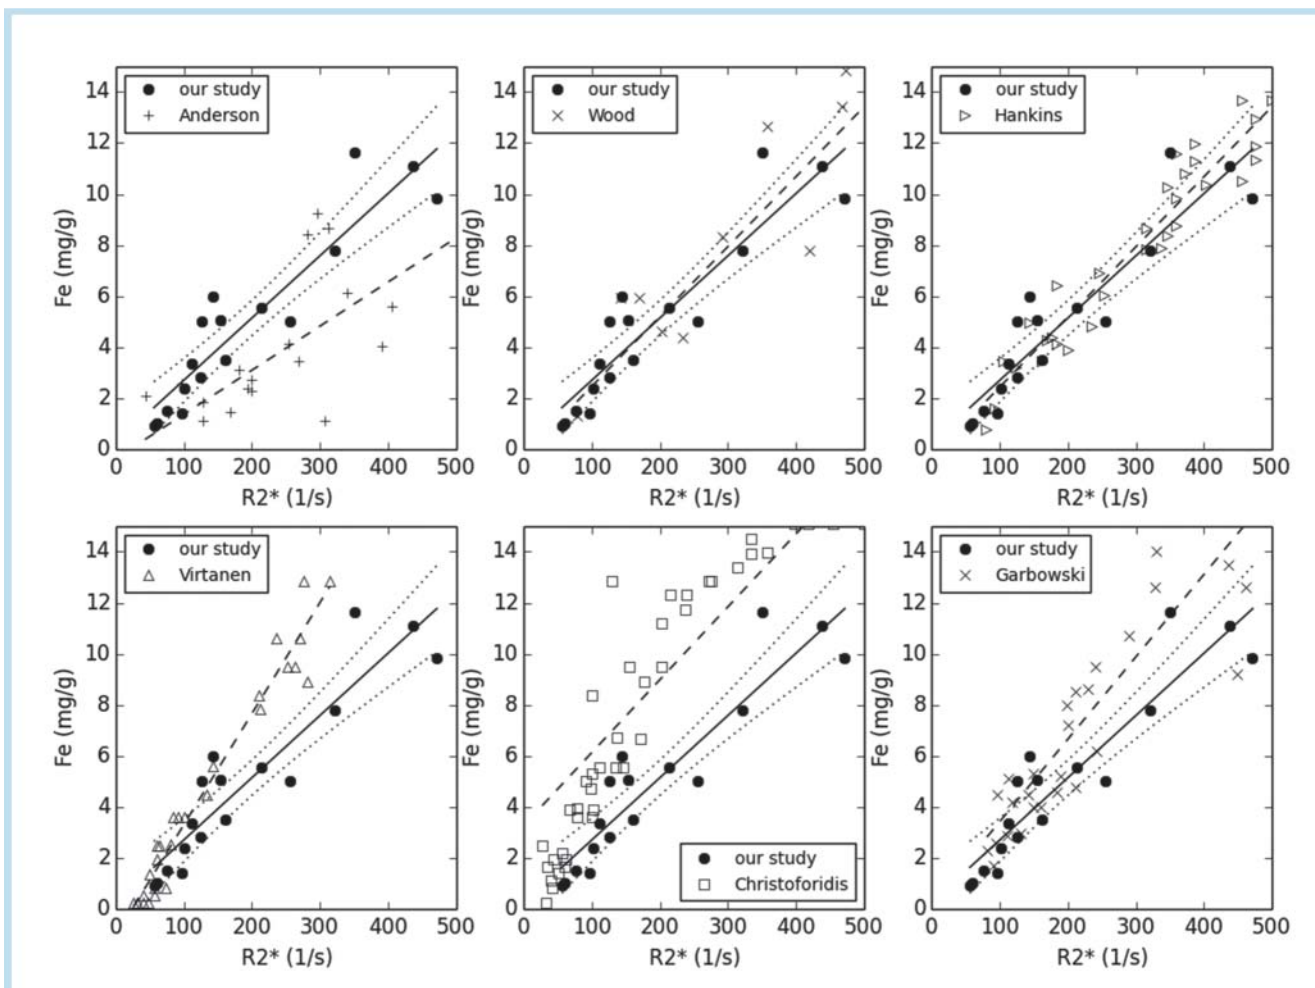 our study
Anderson
14
12
10
8
6
4
2
0
Fe (mg/g)
0 100 200 300 400 500
R2* (1/s)
our study
Wood
14
12
10
8
6
4
2
0
Fe (mg/g)
0 100 200 300 400 500
R2* (1/s)
our study
Hankins
14
12
10
8
6
4
2
0
Fe (mg/g)
0 100 200 300 400 500
R2* (1/s)
our study
Virtanen
14
12
10
8
6
4
2
0
Fe (mg/g)
0 100 200 300 400 500
R2* (1/s)
14
12
10
8
6
4
2
0
Fe (mg/g)
our study
Christoforidis
0 100 200 300 400 500
R2* (1/s)
our study
Garbowski
14
12
10
8
6
4
2
0
Fe (mg/g)
0 100 200 300 400 500
R2* (1/s)